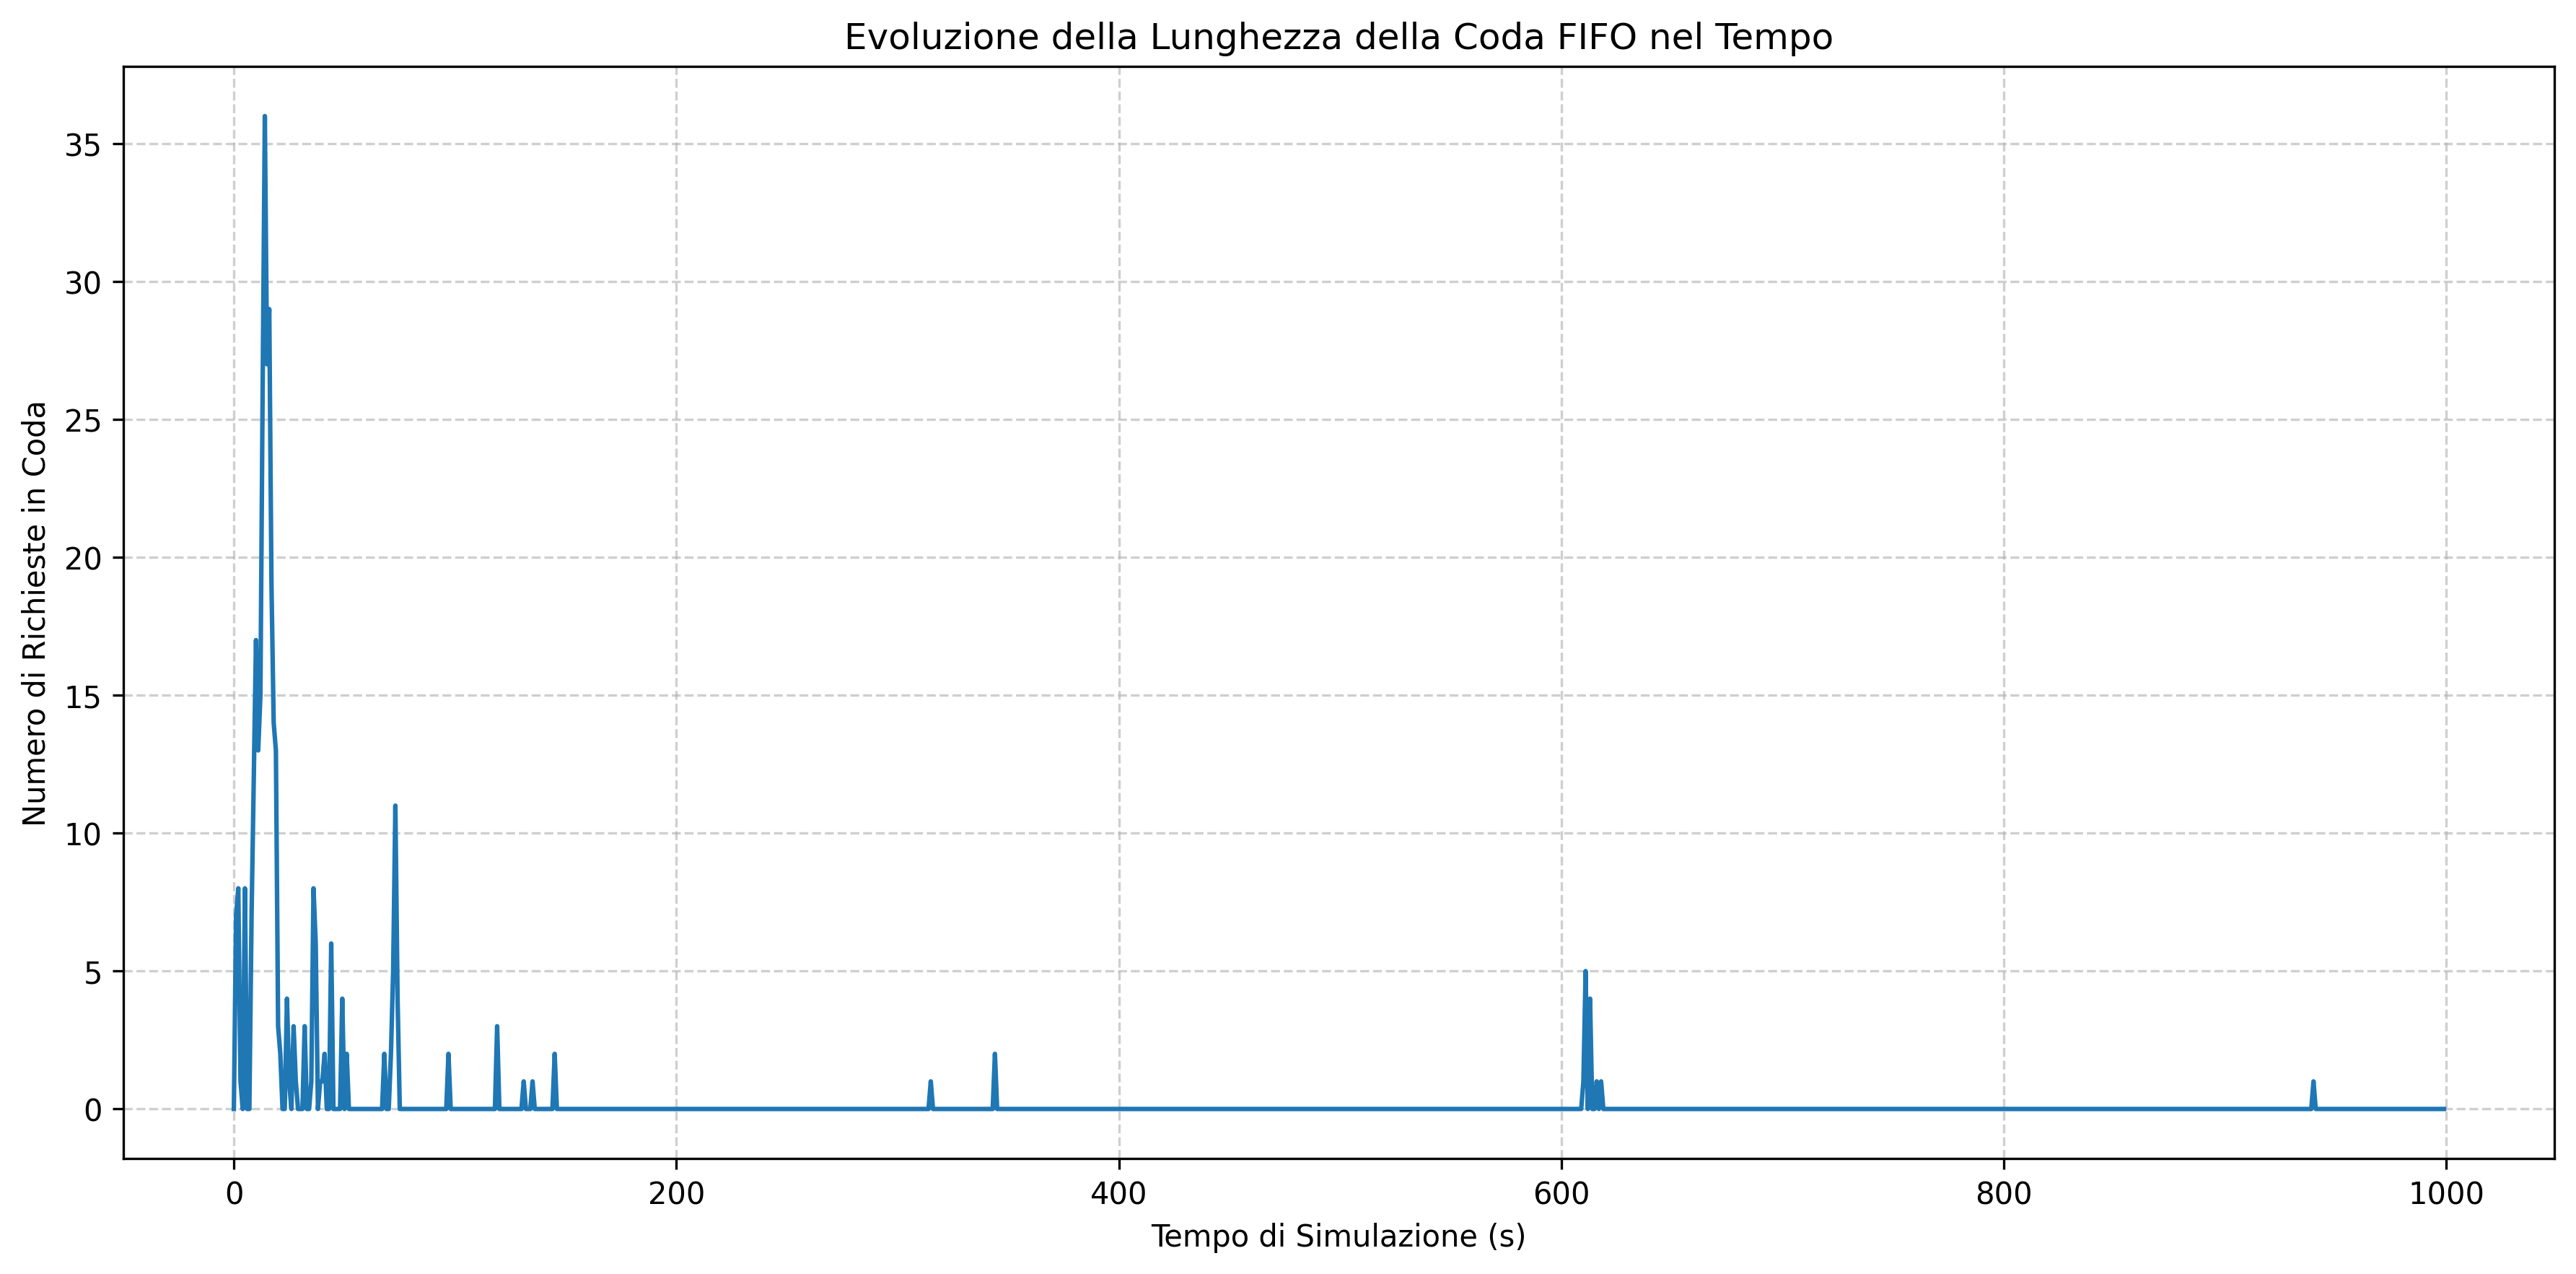 Evoluzione della Lunghezza della Coda FIFO nel Tempo
Numero di Richieste in Coda
35
30
25
20
15
10
5
0
0 200 400 600 800 1000
Tempo di Simulazione (s)